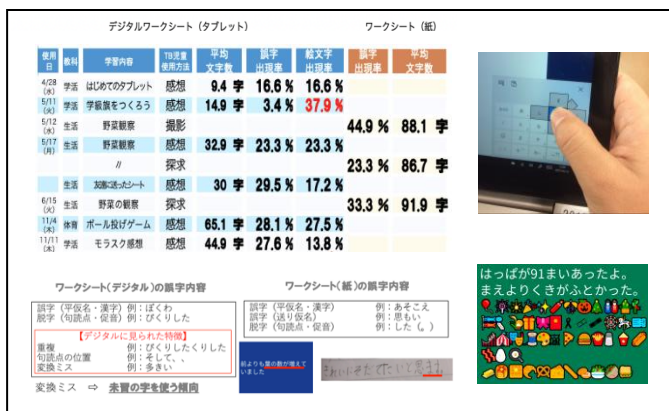 デジタルワークシート（タブレット）
ワークシート（紙）
使用日 教科 学習内容 TB児童使用方法 平均文字数 誤字出現率 絵文字出現率 誤字出現率 平均文字数
4/28(水) 学活 はじめてのタブレット 感想 9.4 字 16.6 % 16.6 %
5/11(火) 学活 学級旗をつくろう 感想 14.9 字 3.4 % 37.9 %
5/12(水) 生活 野菜観察 撮影 44.9 % 88.1 字
5/17(月) 生活 野菜観察 感想 32.9 字 23.3 % 23.3 %
〃 探求 23.3 % 86.7 字
生活 友達に送ったシート 感想 30 字 29.5 % 17.2 %
6/15(火) 生活 野菜の観察 探求 33.3 % 91.9 字
11/4(木) 体育 ボール投げゲーム 感想 65.1 字 28.1 % 27.5 %
11/11(木) 学活 モラスク感想 感想 44.9 字 27.6 % 13.8 %
ワークシート(デジタル)の誤字内容
誤字（平仮名・漢字）例：ぼくわ
脱字（句読点・促音）例：びくりした
【デジタルに見られた特徴】
重複 例：びくりしたくりした
句読点の位置 例：そして、、
変換ミス 例：多きい
変換ミス ⇨ 未習の字を使う傾向
ワークシート(紙)の誤字内容
誤字（平仮名・漢字） 例：あそこえ
誤字（送り仮名） 例：思もい
脱字（句読点・促音） 例：した（。）
前よりも葉の数が増えて
いました
はっぱが91まいあったよ。
まえよりくきがふとかった。